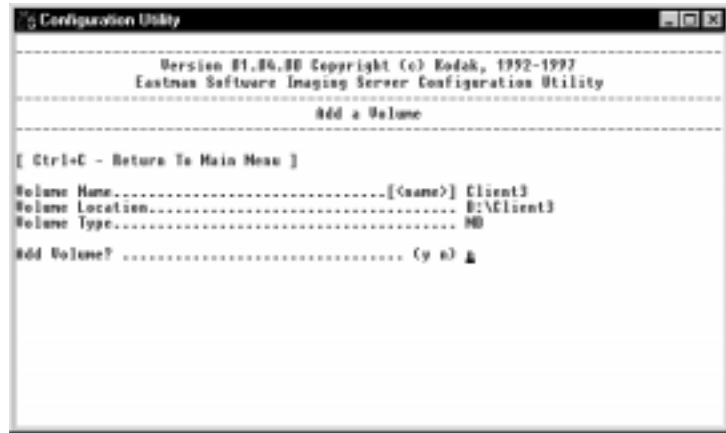 Configuration Utility
Version 01.04.00 Copyright (c) Kodak, 1992-1997
Eastman Software Imaging Server Configuration Utility
Add a Volume
[ Ctrl+C - Return To Main Menu ]
Volume Name...............................[<name>] Client3
Volume Location................................... D:\Client3
Volume Type....................................... MO
Add Volume? ................................ (y n)